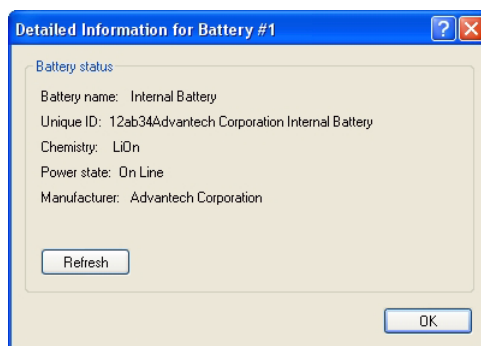 Detailed Information for Battery #1
Battery status
Battery name: Internal Battery
Unique ID: 12ab34Advantech Corporation Internal Battery
Chemistry: LiOn
Power state: On Line
Manufacturer: Advantech Corporation
Refresh
OK